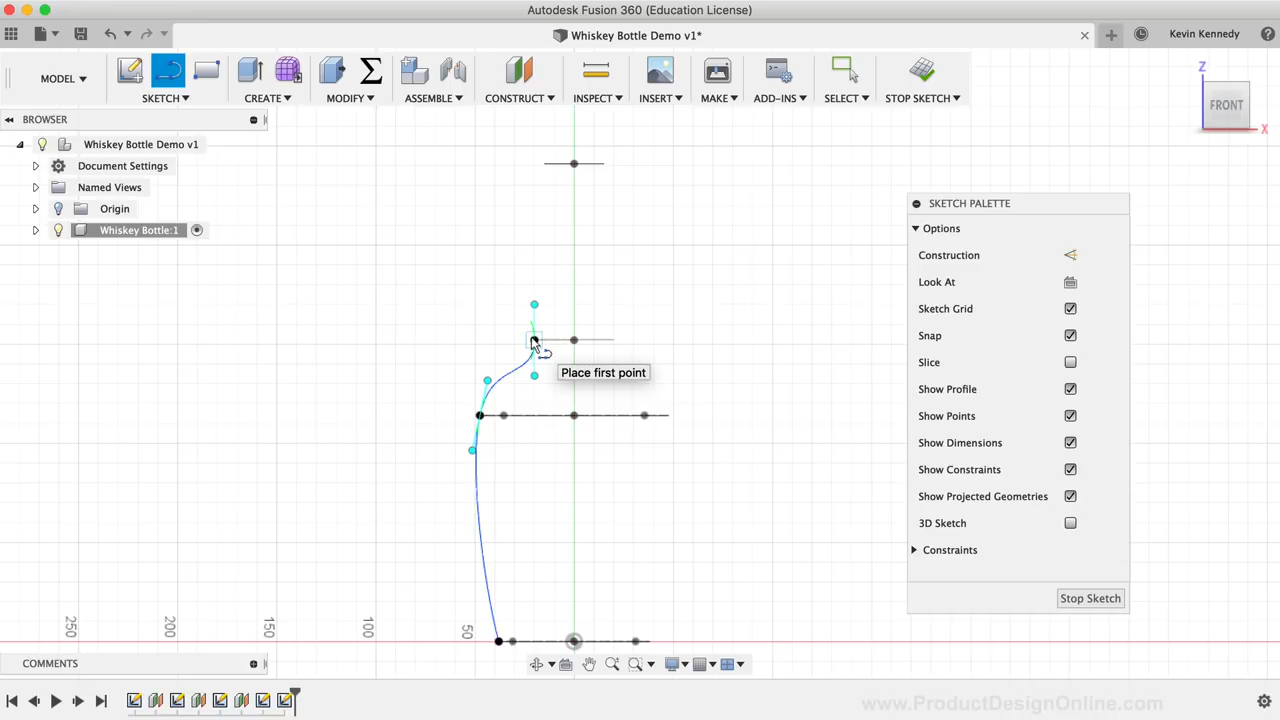 Autodesk Fusion 360 (Education License)
Whiskey Bottle Demo v1*
Kevin Kennedy
MODEL
SKETCH
CREATE
MODIFY
ASSEMBLE
CONSTRUCT
INSPECT
INSERT
MAKE
ADD-INS
SELECT
STOP SKETCH
Z
FRONT
X
BROWSER
Whiskey Bottle Demo v1
Document Settings
Named Views
Origin
Whiskey Bottle:1
SKETCH PALETTE
Options
Construction
Look At
Sketch Grid
Snap
Slice
Show Profile
Show Points
Show Dimensions
Show Constraints
Show Projected Geometries
3D Sketch
Constraints
Stop Sketch
Place first point
250
200
150
100
50
COMMENTS
www.ProductDesignOnline.com